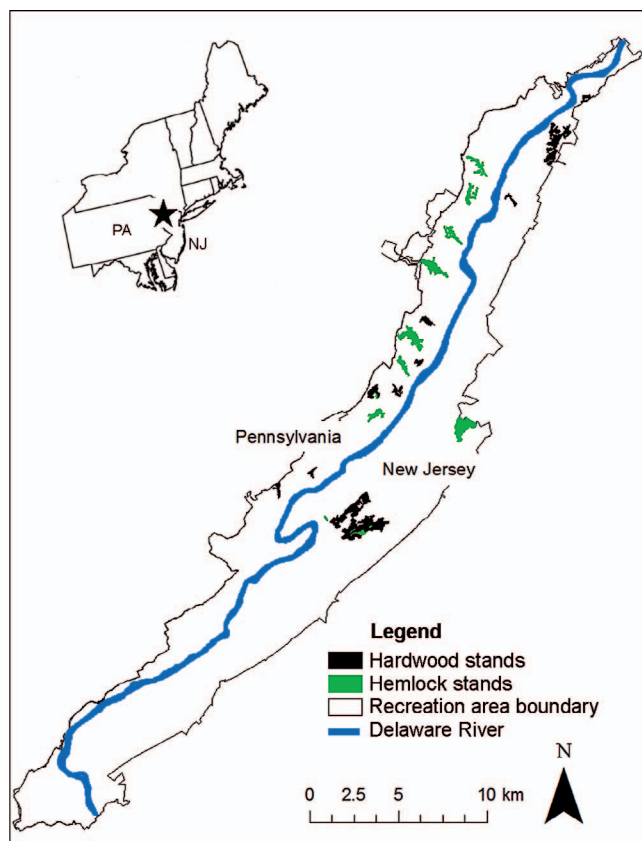 PA
NJ
Pennsylvania
New Jersey
Legend
Hardwood stands
Hemlock stands
Recreation area boundary
Delaware River
N
0 2.5 5 10 km